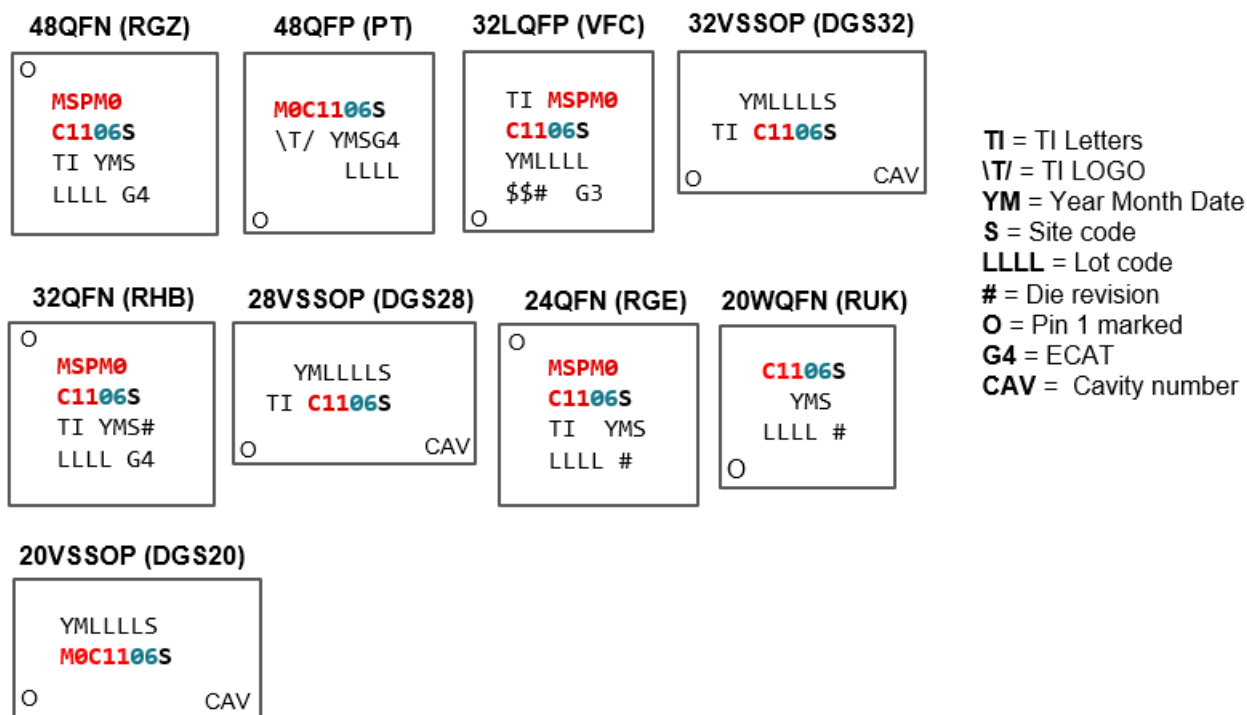 48QFN (RGZ)
O
MSPM0
C1106S
TI YMS
LLLL G4
48QFP (PT)
M0C1106S
\T/ YMSG4
LLLL
O
32LQFP (VFC)
TI MSPM0
C1106S
YMLLLL
$$# G3
O
32VSSOP (DGS32)
YMLLLLS
TI C1106S
O CAV
TI = TI Letters
\T/ = TI LOGO
YM = Year Month Date
S = Site code
LLLL = Lot code
# = Die revision
O = Pin 1 marked
G4 = ECAT
CAV = Cavity number
32QFN (RHB)
O
MSPM0
C1106S
TI YMS#
LLLL G4
28VSSOP (DGS28)
YMLLLLS
TI C1106S
O CAV
24QFN (RGE)
O
MSPM0
C1106S
TI YMS
LLLL #
20WQFN (RUK)
C1106S
YMS
LLLL #
O
20VSSOP (DGS20)
YMLLLLS
M0C1106S
O CAV